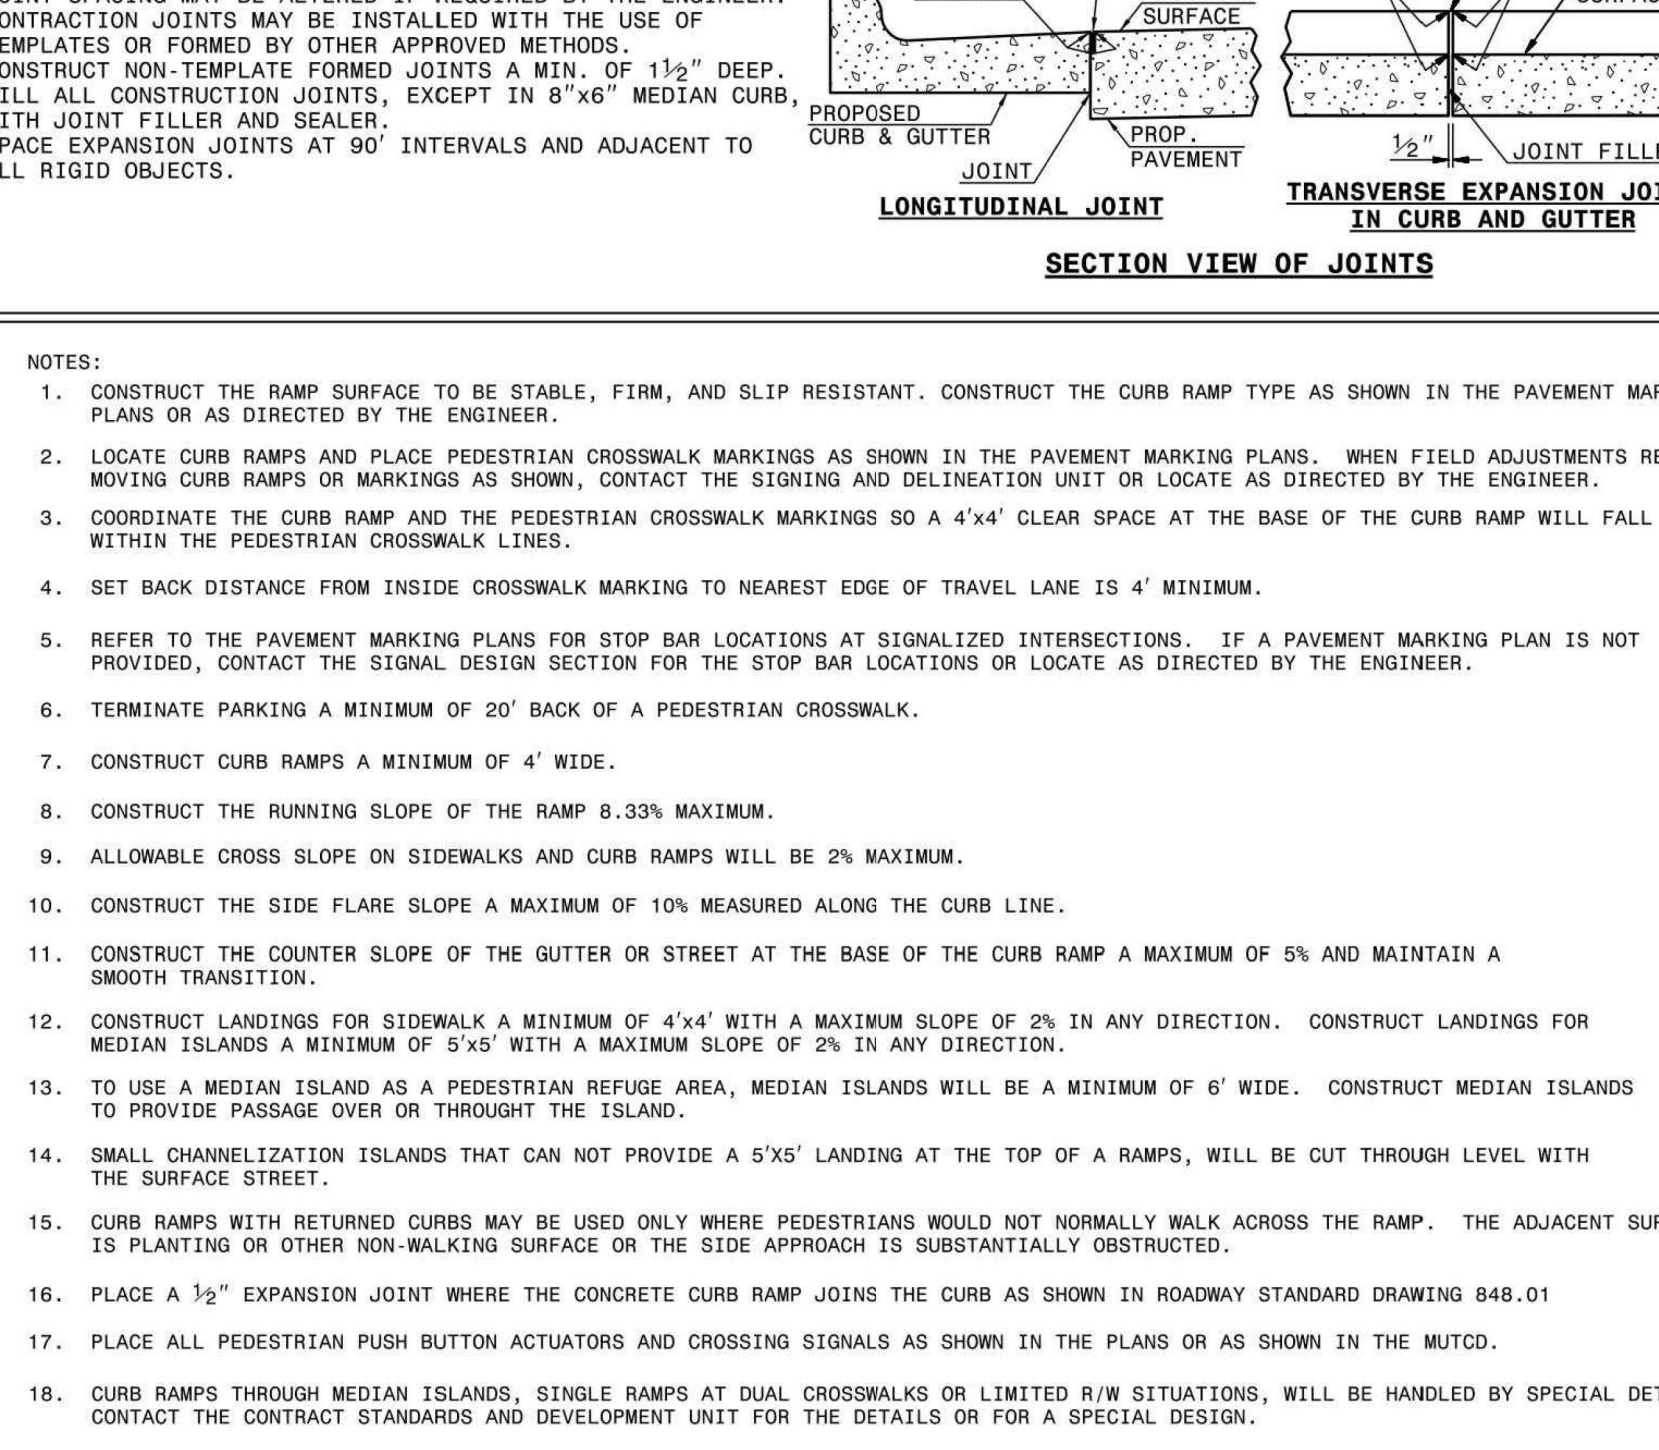 CONTRACTION JOINTS MAY BE INSTALLED WITH THE USE OF
TEMPLATES OR FORMED BY OTHER APPROVED METHODS.
CONSTRUCT NON-TEMPLATE FORMED JOINTS A MIN. OF 1½" DEEP.
FILL ALL CONSTRUCTION JOINTS, EXCEPT IN 8"x6" MEDIAN CURB,
WITH JOINT FILLER AND SEALER.
SPACE EXPANSION JOINTS AT 90' INTERVALS AND ADJACENT TO
ALL RIGID OBJECTS.
SURFACE
PROPOSED
CURB & GUTTER
PROP.
PAVEMENT
JOINT
LONGITUDINAL JOINT
½"
JOINT FILLE
TRANSVERSE EXPANSION JOI
IN CURB AND GUTTER
SECTION VIEW OF JOINTS
NOTES:
1. CONSTRUCT THE RAMP SURFACE TO BE STABLE, FIRM, AND SLIP RESISTANT. CONSTRUCT THE CURB RAMP TYPE AS SHOWN IN THE PAVEMENT MAR
PLANS OR AS DIRECTED BY THE ENGINEER.
2. LOCATE CURB RAMPS AND PLACE PEDESTRIAN CROSSWALK MARKINGS AS SHOWN IN THE PAVEMENT MARKING PLANS. WHEN FIELD ADJUSTMENTS RE
MOVING CURB RAMPS OR MARKINGS AS SHOWN, CONTACT THE SIGNING AND DELINEATION UNIT OR LOCATE AS DIRECTED BY THE ENGINEER.
3. COORDINATE THE CURB RAMP AND THE PEDESTRIAN CROSSWALK MARKINGS SO A 4'x4' CLEAR SPACE AT THE BASE OF THE CURB RAMP WILL FALL
WITHIN THE PEDESTRIAN CROSSWALK LINES.
4. SET BACK DISTANCE FROM INSIDE CROSSWALK MARKING TO NEAREST EDGE OF TRAVEL LANE IS 4' MINIMUM.
5. REFER TO THE PAVEMENT MARKING PLANS FOR STOP BAR LOCATIONS AT SIGNALIZED INTERSECTIONS. IF A PAVEMENT MARKING PLAN IS NOT
PROVIDED, CONTACT THE SIGNAL DESIGN SECTION FOR THE STOP BAR LOCATIONS OR LOCATE AS DIRECTED BY THE ENGINEER.
6. TERMINATE PARKING A MINIMUM OF 20' BACK OF A PEDESTRIAN CROSSWALK.
7. CONSTRUCT CURB RAMPS A MINIMUM OF 4' WIDE.
8. CONSTRUCT THE RUNNING SLOPE OF THE RAMP 8.33% MAXIMUM.
9. ALLOWABLE CROSS SLOPE ON SIDEWALKS AND CURB RAMPS WILL BE 2% MAXIMUM.
10. CONSTRUCT THE SIDE FLARE SLOPE A MAXIMUM OF 10% MEASURED ALONG THE CURB LINE.
11. CONSTRUCT THE COUNTER SLOPE OF THE GUTTER OR STREET AT THE BASE OF THE CURB RAMP A MAXIMUM OF 5% AND MAINTAIN A
SMOOTH TRANSITION.
12. CONSTRUCT LANDINGS FOR SIDEWALK A MINIMUM OF 4'x4' WITH A MAXIMUM SLOPE OF 2% IN ANY DIRECTION. CONSTRUCT LANDINGS FOR
MEDIAN ISLANDS A MINIMUM OF 5'x5' WITH A MAXIMUM SLOPE OF 2% IN ANY DIRECTION.
13. TO USE A MEDIAN ISLAND AS A PEDESTRIAN REFUGE AREA, MEDIAN ISLANDS WILL BE A MINIMUM OF 6' WIDE. CONSTRUCT MEDIAN ISLANDS
TO PROVIDE PASSAGE OVER OR THROUGHT THE ISLAND.
14. SMALL CHANNELIZATION ISLANDS THAT CAN NOT PROVIDE A 5'X5' LANDING AT THE TOP OF A RAMPS, WILL BE CUT THROUGH LEVEL WITH
THE SURFACE STREET.
15. CURB RAMPS WITH RETURNED CURBS MAY BE USED ONLY WHERE PEDESTRIANS WOULD NOT NORMALLY WALK ACROSS THE RAMP. THE ADJACENT SUR
IS PLANTING OR OTHER NON-WALKING SURFACE OR THE SIDE APPROACH IS SUBSTANTIALLY OBSTRUCTED.
16. PLACE A ½" EXPANSION JOINT WHERE THE CONCRETE CURB RAMP JOINS THE CURB AS SHOWN IN ROADWAY STANDARD DRAWING 848.01
17. PLACE ALL PEDESTRIAN PUSH BUTTON ACTUATORS AND CROSSING SIGNALS AS SHOWN IN THE PLANS OR AS SHOWN IN THE MUTCD.
18. CURB RAMPS THROUGH MEDIAN ISLANDS, SINGLE RAMPS AT DUAL CROSSWALKS OR LIMITED R/W SITUATIONS, WILL BE HANDLED BY SPECIAL DET
CONTACT THE CONTRACT STANDARDS AND DEVELOPMENT UNIT FOR THE DETAILS OR FOR A SPECIAL DESIGN.